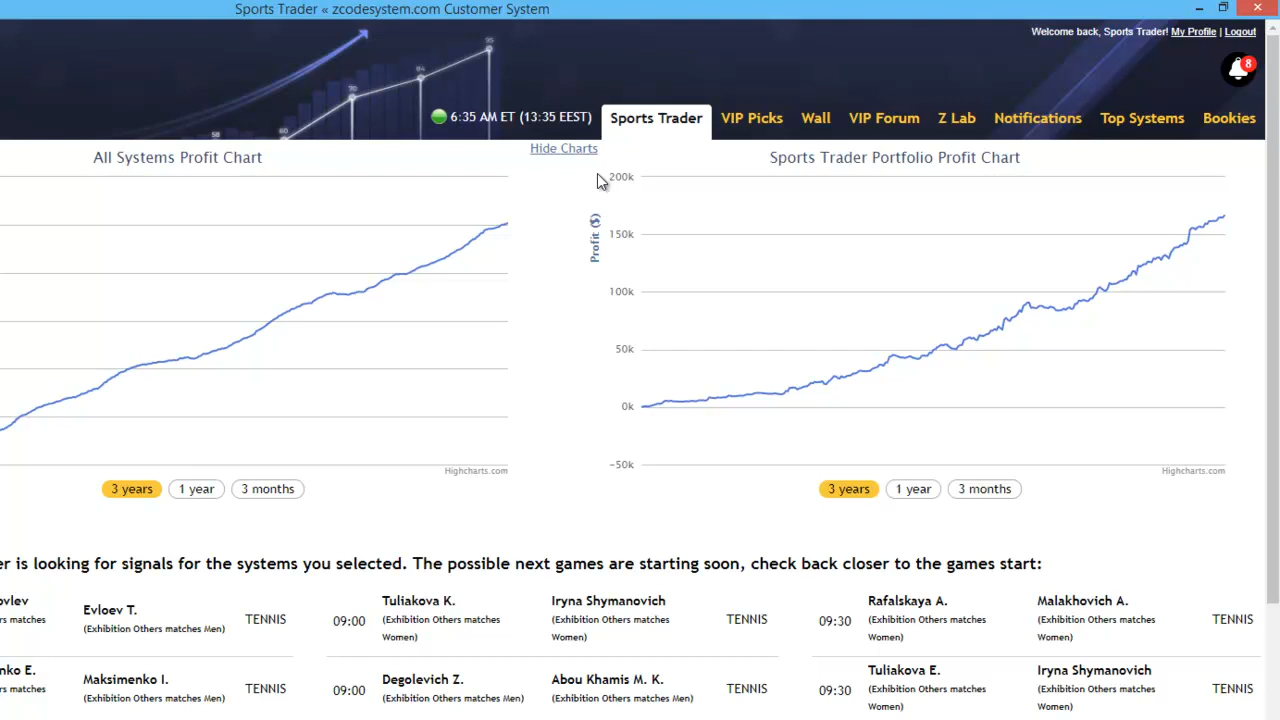 Sports Trader « zcodesystem.com Customer System
Welcome back, Sports Trader! My Profile | Logout
8
95
84
70
60
58
6:35 AM ET (13:35 EEST)
Sports Trader
VIP Picks
Wall
VIP Forum
Z Lab
Notifications
Top Systems
Bookies
All Systems Profit Chart
Hide Charts
Sports Trader Portfolio Profit Chart
Profit ($)
200k
150k
100k
50k
0k
-50k
Highcharts.com
Highcharts.com
3 years
1 year
3 months
3 years
1 year
3 months
er is looking for signals for the systems you selected. The possible next games are starting soon, check back closer to the games start:
ovlev
rs matches
Evloev T.
(Exhibition Others matches Men)
TENNIS
09:00
Tuliakova K.
(Exhibition Others matches
Women)
Iryna Shymanovich
(Exhibition Others matches
Women)
TENNIS
09:30
Rafalskaya A.
(Exhibition Others matches
Women)
Malakhovich A.
(Exhibition Others matches
Women)
TENNIS
nko E.
rs matches
Maksimenko I.
(Exhibition Others matches Men)
TENNIS
09:00
Degolevich Z.
(Exhibition Others matches Men)
Abou Khamis M. K.
(Exhibition Others matches Men)
TENNIS
09:30
Tuliakova E.
(Exhibition Others matches
Women)
Iryna Shymanovich
(Exhibition Others matches
Women)
TENNIS